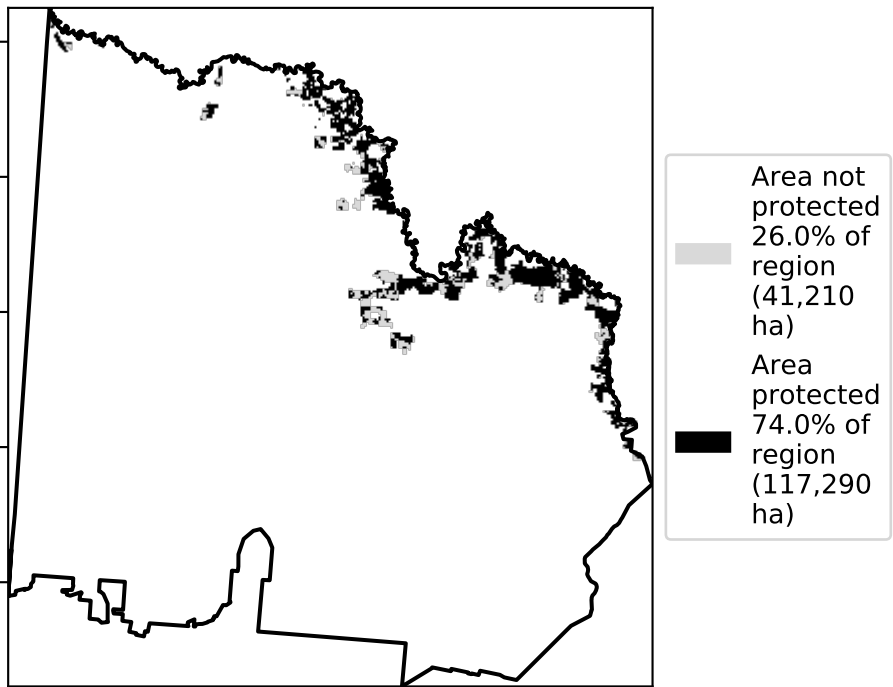 Area not
protected
26.0% of
region
(41,210
ha)
Area
protected
74.0% of
region
(117,290
ha)